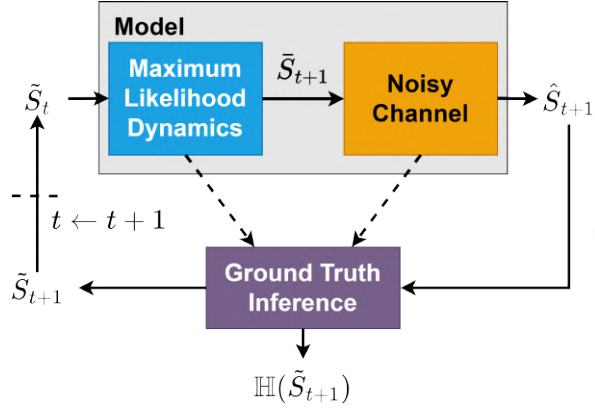 Model
Maximum
Likelihood
Dynamics
Noisy
Channel
S̃ₜ
S̄ₜ₊₁
Ŝₜ₊₁
t ← t + 1
S̃ₜ₊₁
Ground Truth
Inference
ℍ(S̃ₜ₊₁)